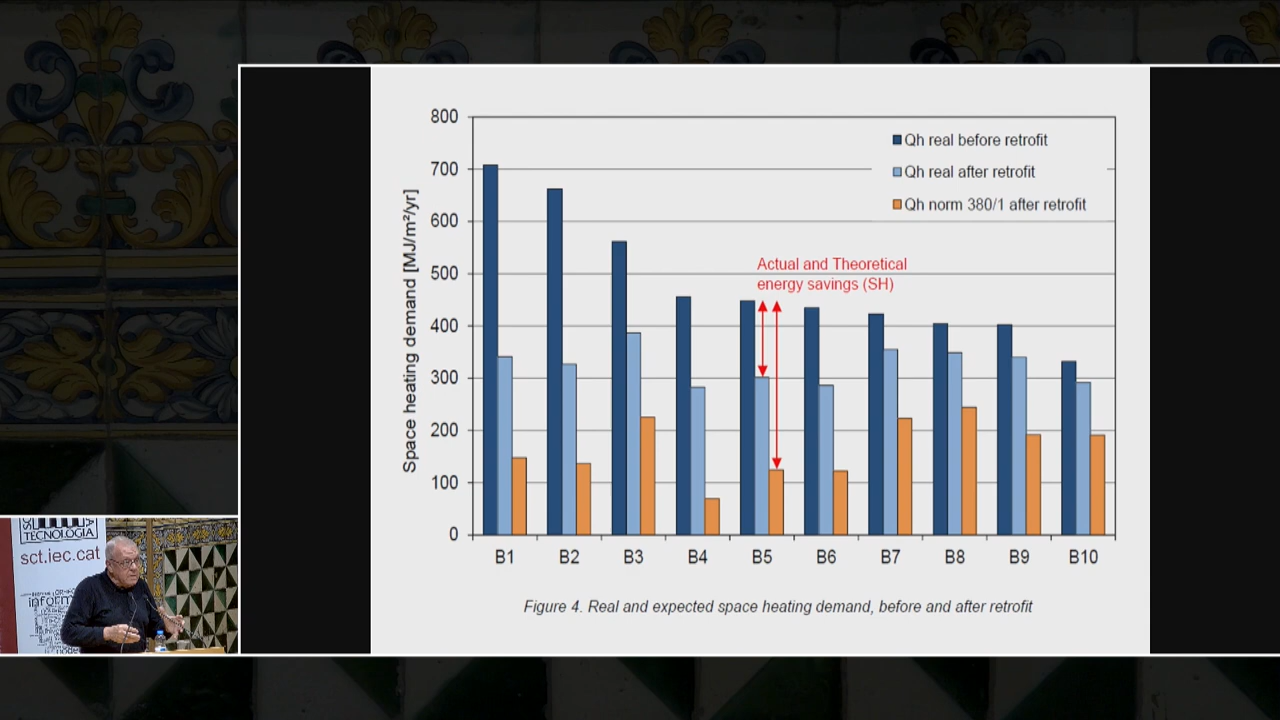 800
700
600
500
400
300
200
100
0
Space heating demand [MJ/m²/yr]
Qh real before retrofit
Qh real after retrofit
Qh norm 380/1 after retrofit
Actual and Theoretical
energy savings (SH)
B1 B2 B3 B4 B5 B6 B7 B8 B9 B10
Figure 4. Real and expected space heating demand, before and after retrofit
TECNOLOGIA
sct.iec.cat